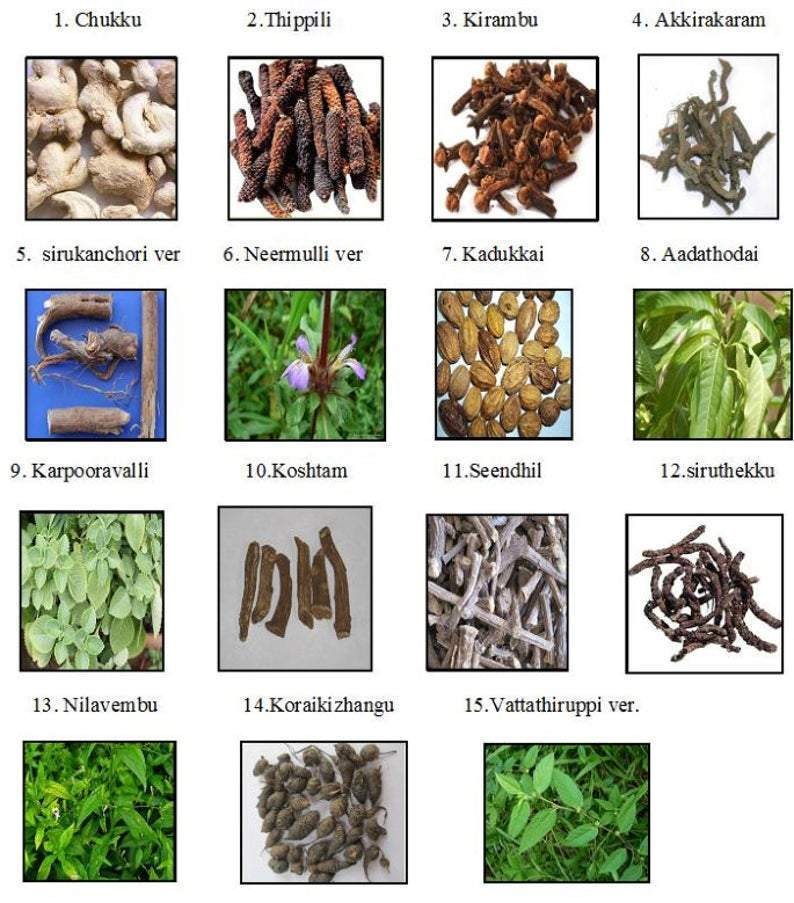 1. Chukku
2.Thippili
3. Kirambu
4. Akkirakaram
5. sirukanchori ver
6. Neermulli ver
7. Kadukkai
8. Aadathodai
9. Karpooravalli
10.Koshtam
11.Seendhil
12.siruthekku
13. Nilavembu
14.Koraikizhangu
15.Vattathiruppi ver.